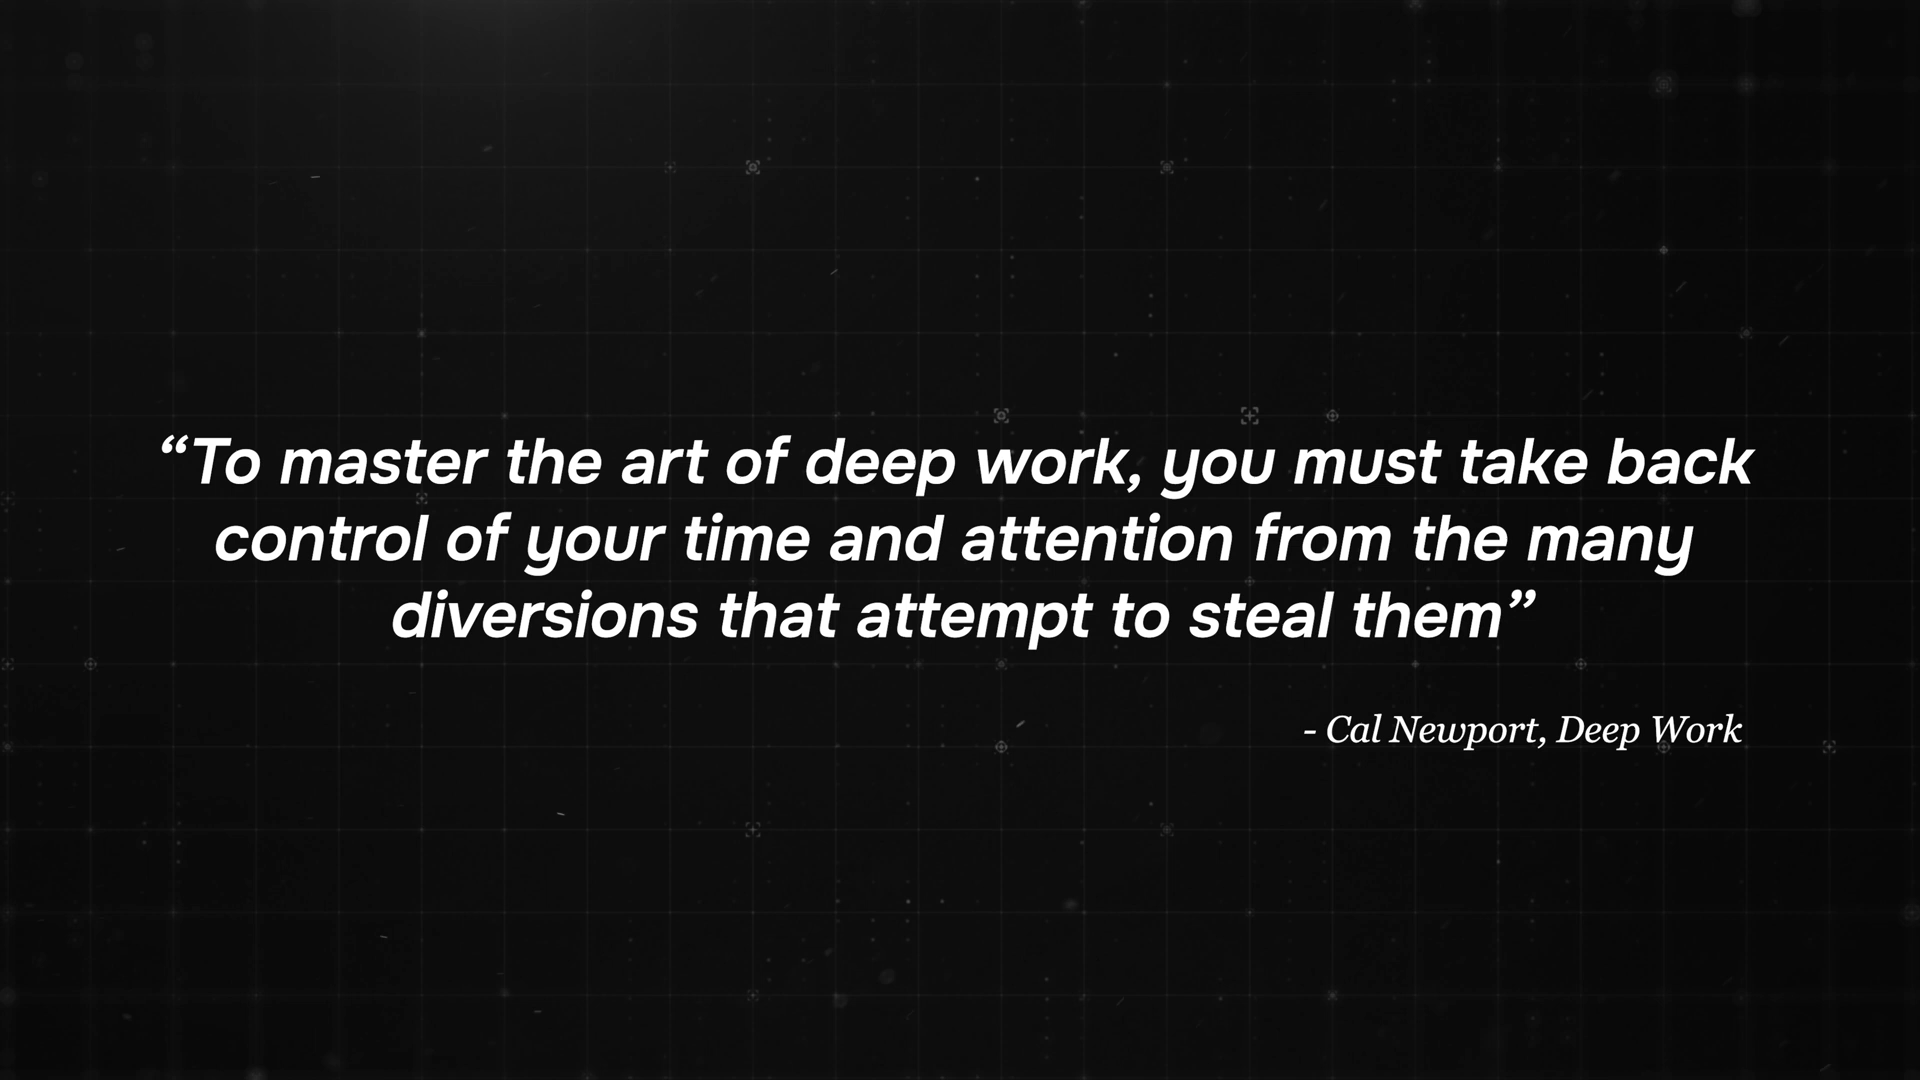 “To master the art of deep work, you must take back
control of your time and attention from the many
diversions that attempt to steal them”
- Cal Newport, Deep Work